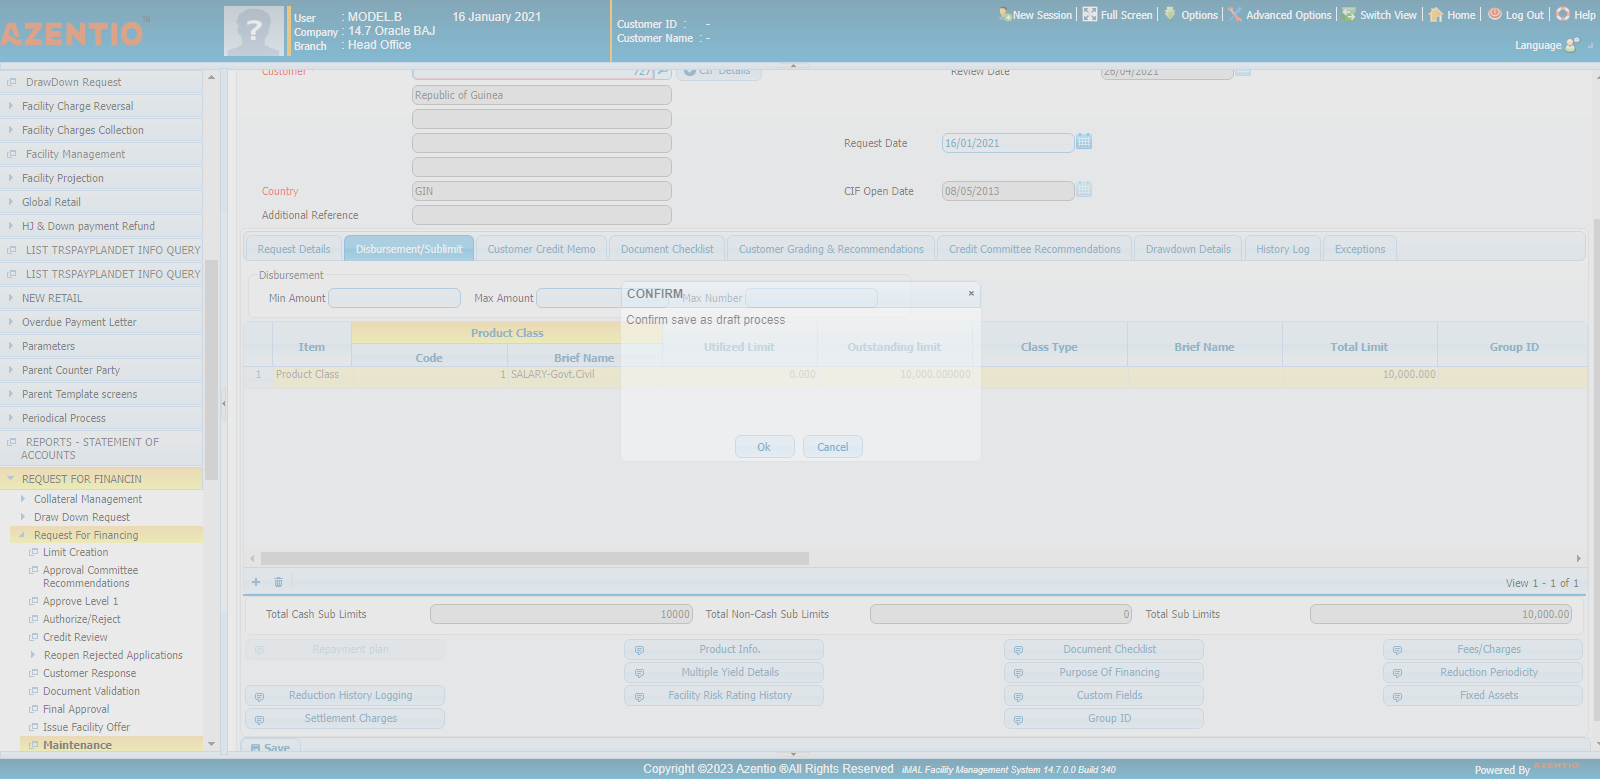 AZENTIO™
User : MODEL.B 16 January 2021
Company : 14.7 Oracle BAJ
Branch : Head Office
Customer ID : -
Customer Name : -
New Session Full Screen Options Advanced Options Switch View Home Log Out Help
Language
DrawDown Request
Facility Charge Reversal
Facility Charges Collection
Facility Management
Facility Projection
Global Retail
HJ & Down payment Refund
LIST TRSPAYPLANDET INFO QUERY
LIST TRSPAYPLANDET INFO QUERY
NEW RETAIL
Overdue Payment Letter
Parameters
Parent Counter Party
Parent Template screens
Periodical Process
REPORTS - STATEMENT OF
ACCOUNTS
REQUEST FOR FINANCIN
Collateral Management
Draw Down Request
Request For Financing
Limit Creation
Approval Committee
Recommendations
Approve Level 1
Authorize/Reject
Credit Review
Reopen Rejected Applications
Customer Response
Document Validation
Final Approval
Issue Facility Offer
Maintenance
Customer 727 CIF Details Review Date 26/04/2021
Republic of Guinea
Request Date 16/01/2021
Country GIN CIF Open Date 08/05/2013
Additional Reference
Request Details Disbursement/Sublimit Customer Credit Memo Document Checklist Customer Grading & Recommendations Credit Committee Recommendations Drawdown Details History Log Exceptions
Disbursement
Min Amount Max Amount Max Number
CONFIRM ×
Confirm save as draft process
Ok Cancel
Item Product Class Utilized Limit Outstanding limit Class Type Brief Name Total Limit Group ID
Code Brief Name
1 Product Class 1 SALARY-Govt.Civil 0.000 10,000.000000 10,000.000
View 1 - 1 of 1
Total Cash Sub Limits 10000 Total Non-Cash Sub Limits 0 Total Sub Limits 10,000.00
Repayment plan Product Info. Document Checklist Fees/Charges
Multiple Yield Details Purpose Of Financing Reduction Periodicity
Reduction History Logging Facility Risk Rating History Custom Fields Fixed Assets
Settlement Charges Group ID
Save
Copyright ©2023 Azentio ®All Rights Reserved iMAL Facility Management System 14.7.0.0 Build 340
Powered By AZENTIO